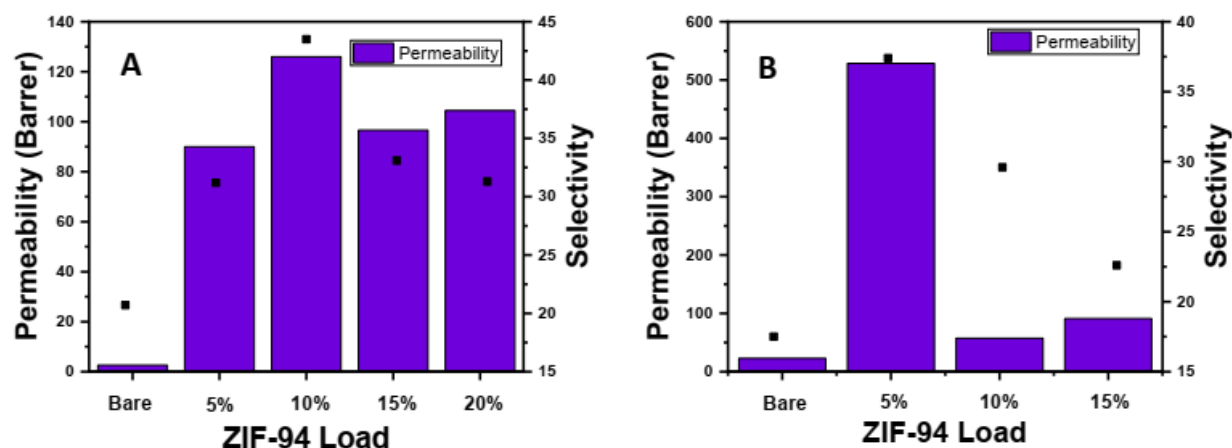 A
Permeability
Permeability (Barrer)
140
120
100
80
60
40
20
0
45
40
35
30
25
20
15
Selectivity
Bare 5% 10% 15% 20%
ZIF-94 Load
B
Permeability
Permeability (Barrer)
600
500
400
300
200
100
0
40
35
30
25
20
15
Selectivity
Bare 5% 10% 15%
ZIF-94 Load